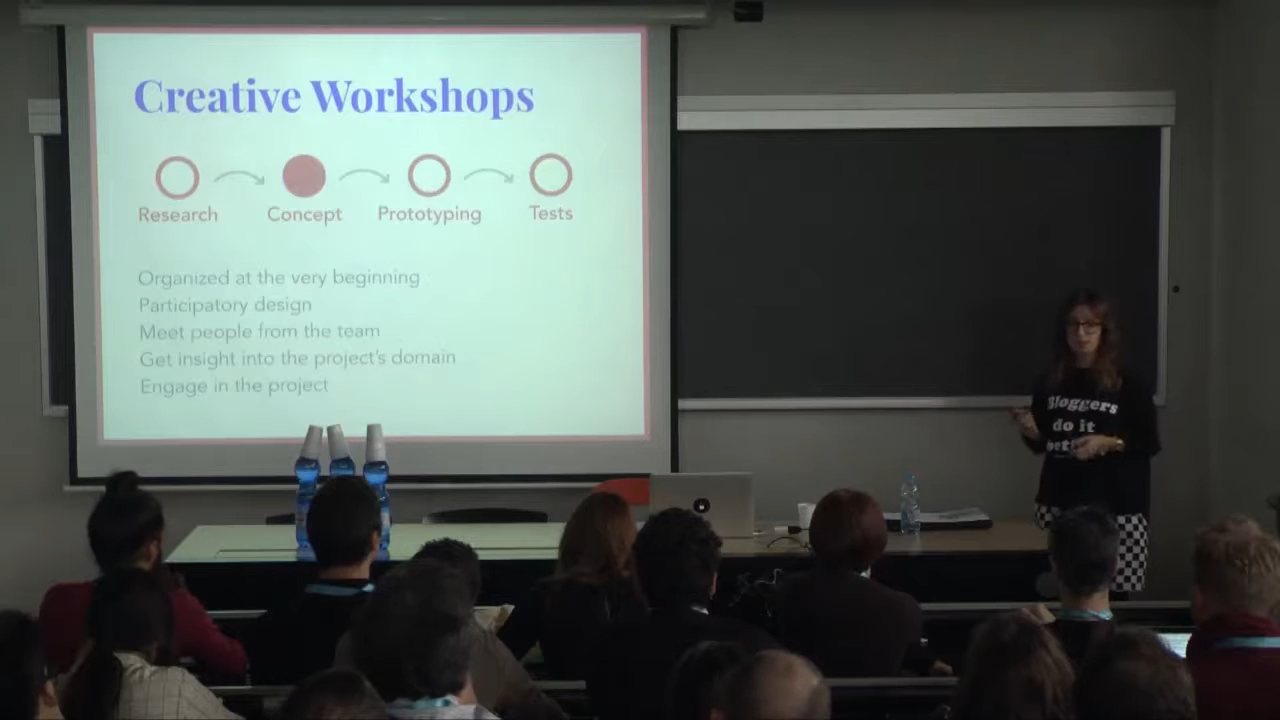 Creative Workshops
Research Concept Prototyping Tests
Organized at the very beginning
Participatory design
Meet people from the team
Get insight into the project's domain
Engage in the project
Bloggers
do it